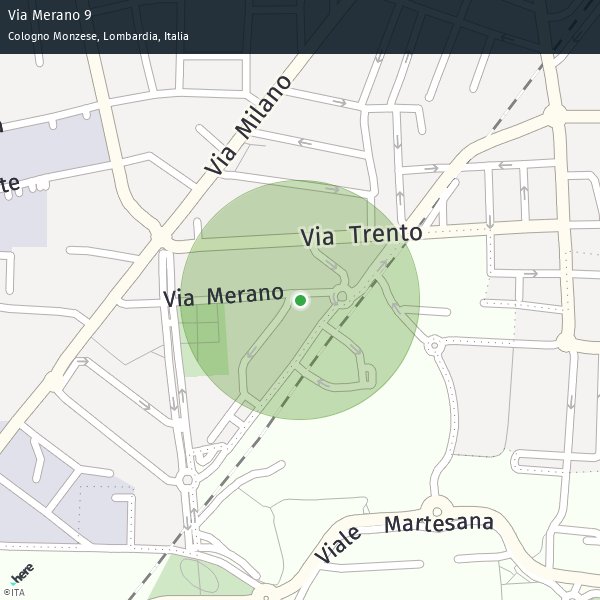 Via Merano 9
Cologno Monzese, Lombardia, Italia
Via Milano
te
Via Trento
Via Merano
Viale Martesana
here
©ITA